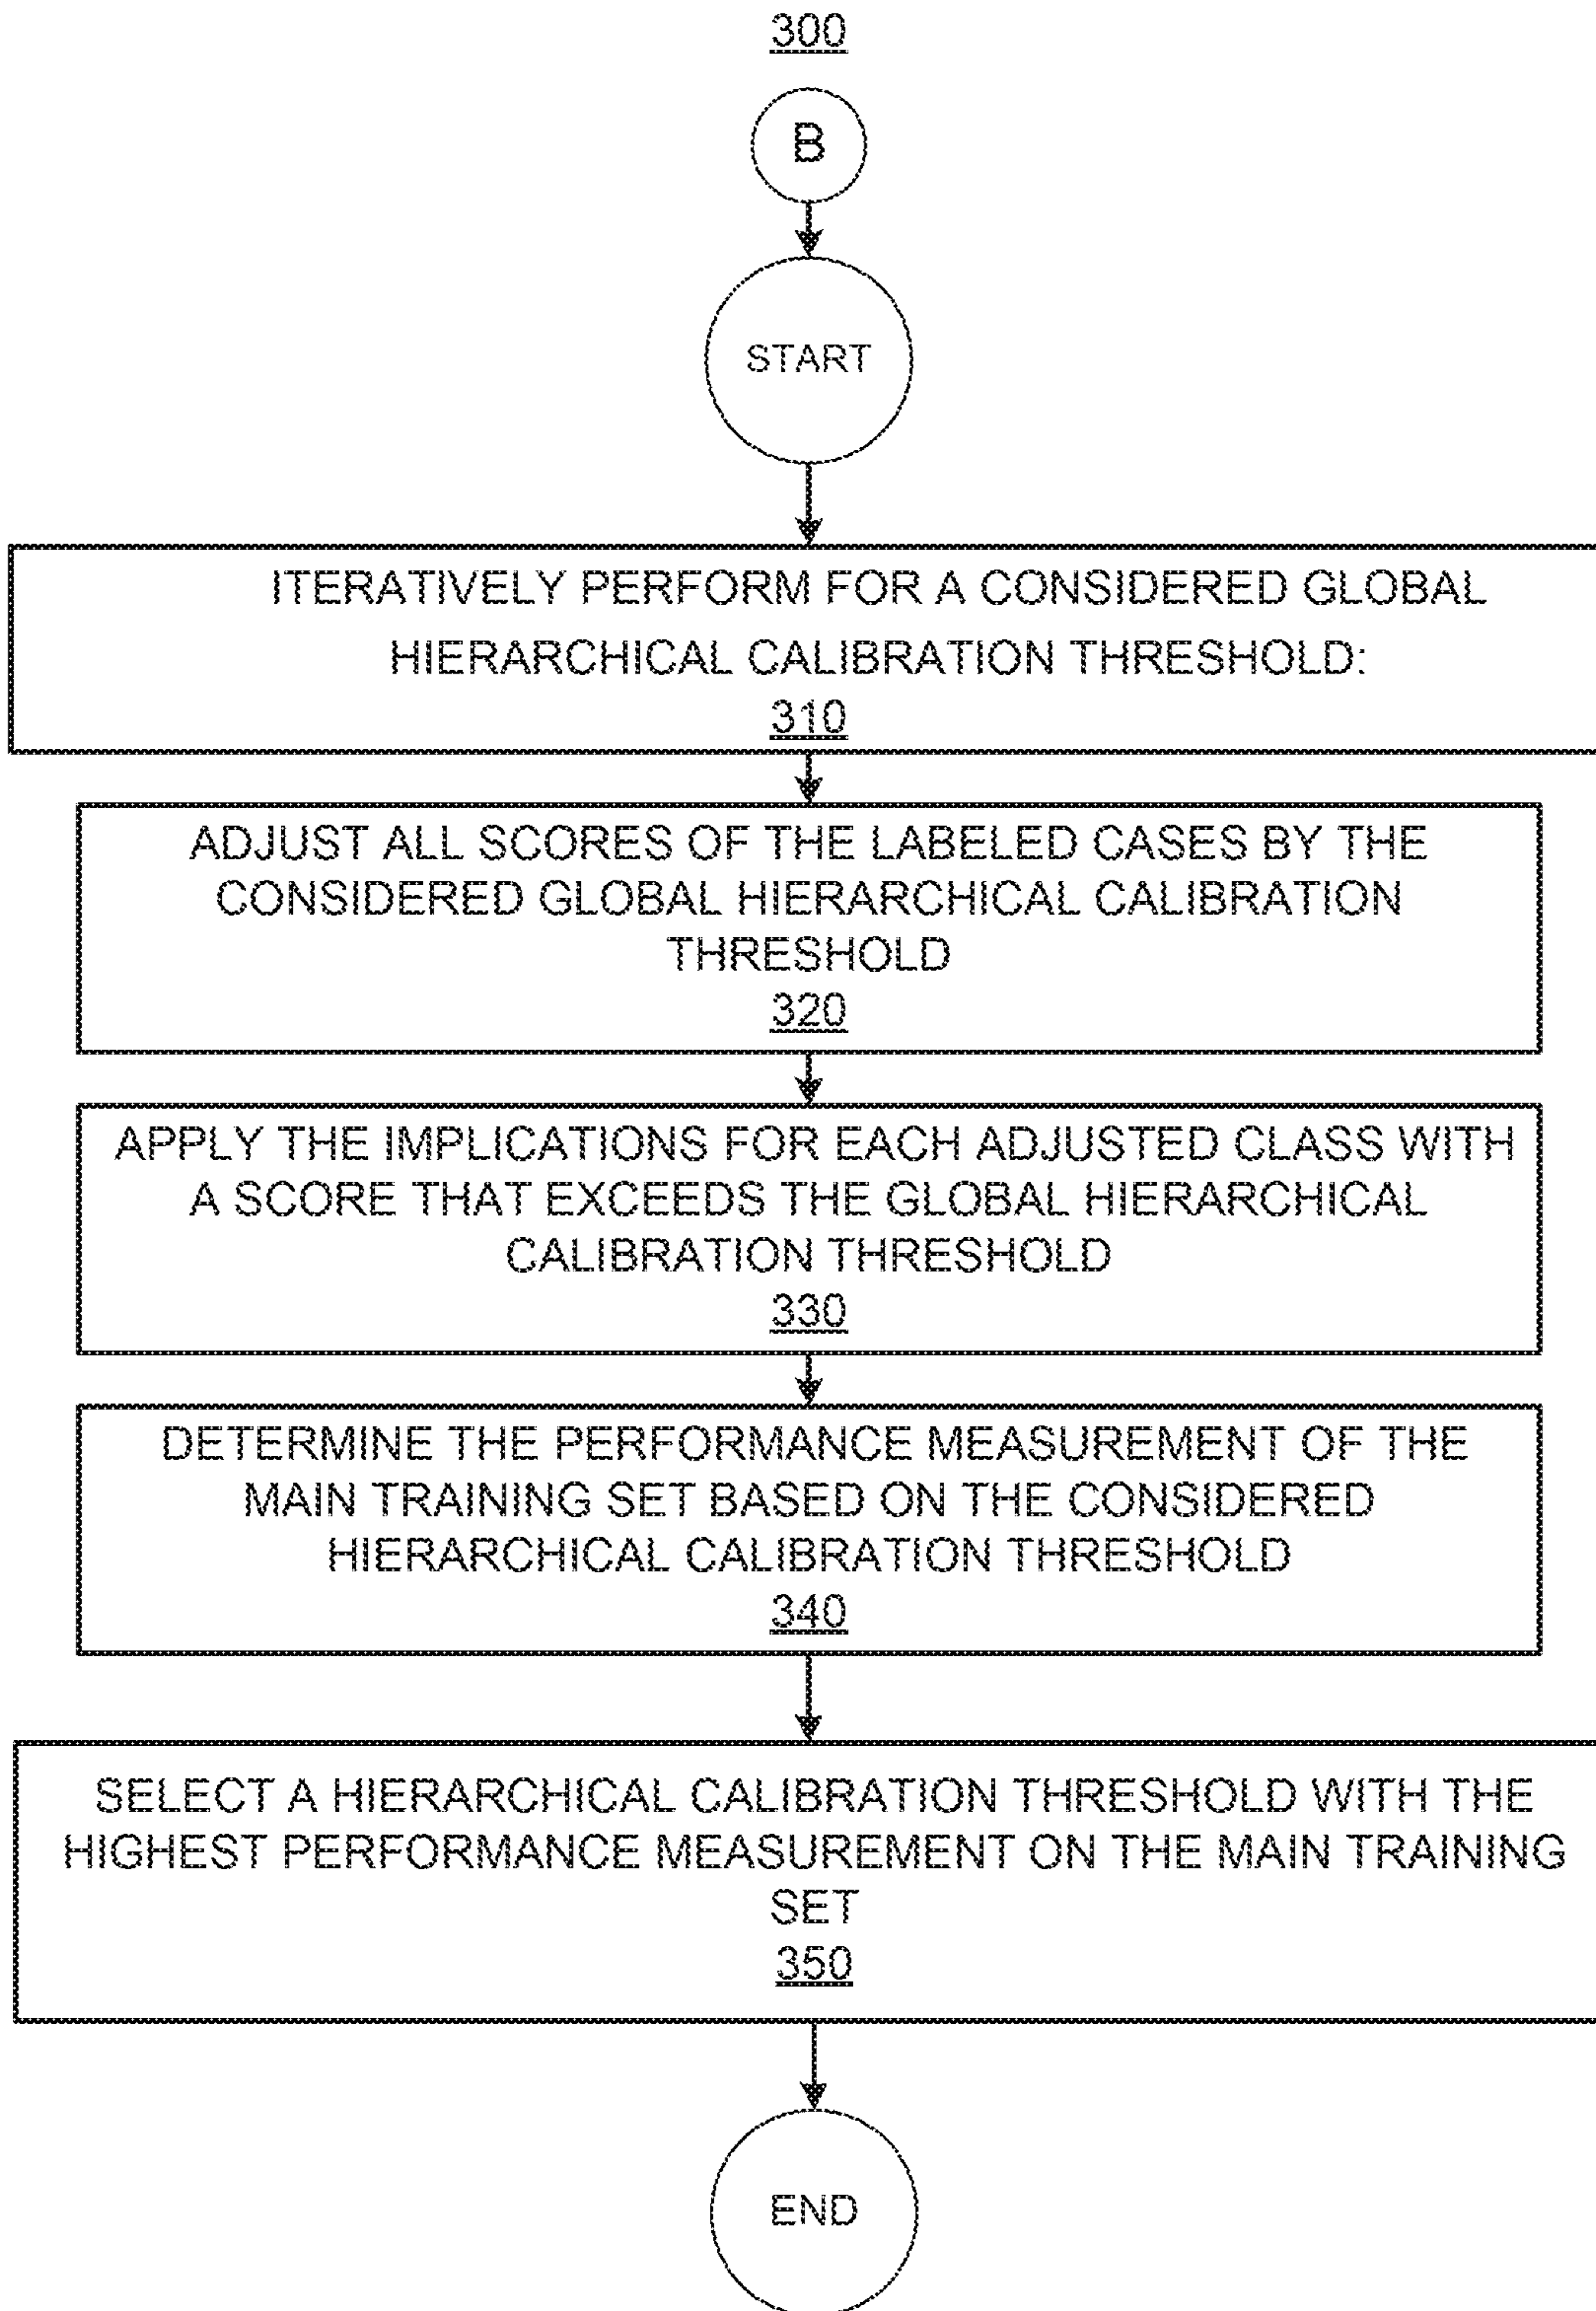 300
B
START
ITERATIVELY PERFORM FOR A CONSIDERED GLOBAL
HIERARCHICAL CALIBRATION THRESHOLD:
310
ADJUST ALL SCORES OF THE LABELED CASES BY THE
CONSIDERED GLOBAL HIERARCHICAL CALIBRATION
THRESHOLD
320
APPLY THE IMPLICATIONS FOR EACH ADJUSTED CLASS WITH
A SCORE THAT EXCEEDS THE GLOBAL HIERARCHICAL
CALIBRATION THRESHOLD
330
DETERMINE THE PERFORMANCE MEASUREMENT OF THE
MAIN TRAINING SET BASED ON THE CONSIDERED
HIERARCHICAL CALIBRATION THRESHOLD
340
SELECT A HIERARCHICAL CALIBRATION THRESHOLD WITH THE
HIGHEST PERFORMANCE MEASUREMENT ON THE MAIN TRAINING
SET
350
END